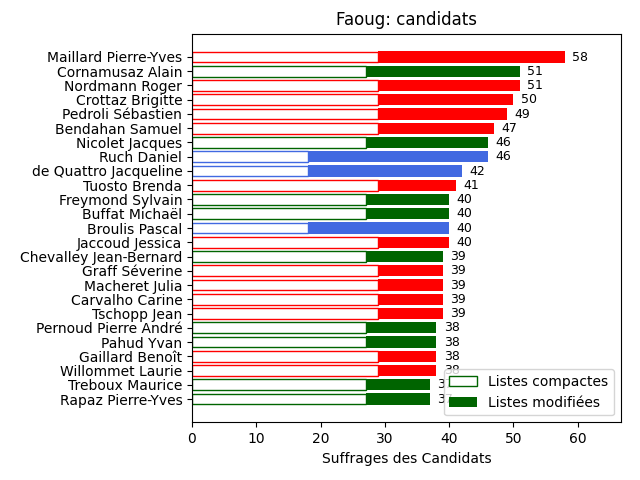 Faoug: candidats
Maillard Pierre-Yves 58
Cornamusaz Alain 51
Nordmann Roger 51
Crottaz Brigitte 50
Pedroli Sébastien 49
Bendahan Samuel 47
Nicolet Jacques 46
Ruch Daniel 46
de Quattro Jacqueline 42
Tuosto Brenda 41
Freymond Sylvain 40
Buffat Michaël 40
Broulis Pascal 40
Jaccoud Jessica 40
Chevalley Jean-Bernard 39
Graff Séverine 39
Macheret Julia 39
Carvalho Carine 39
Tschopp Jean 39
Pernoud Pierre André 38
Pahud Yvan 38
Gaillard Benoît 38
Willommet Laurie 38
Treboux Maurice
Rapaz Pierre-Yves
Listes compactes
Listes modifiées
0 10 20 30 40 50 60
Suffrages des Candidats